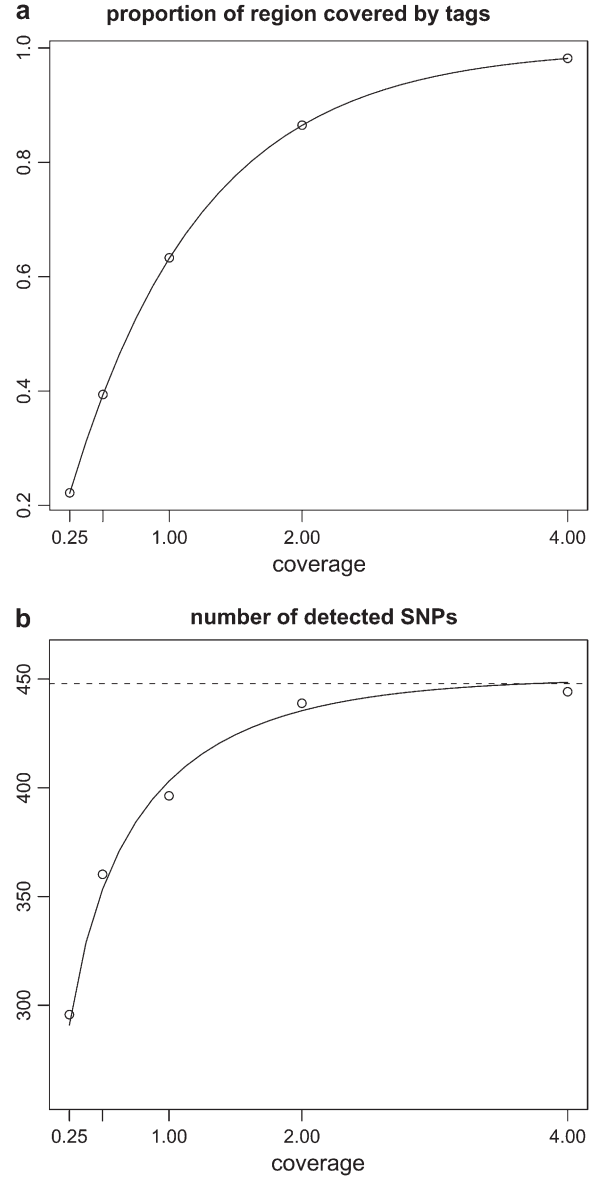 a proportion of region covered by tags
1.0
0.8
0.6
0.4
0.2
0.25 1.00 2.00 4.00
coverage
b number of detected SNPs
450
400
350
300
0.25 1.00 2.00 4.00
coverage